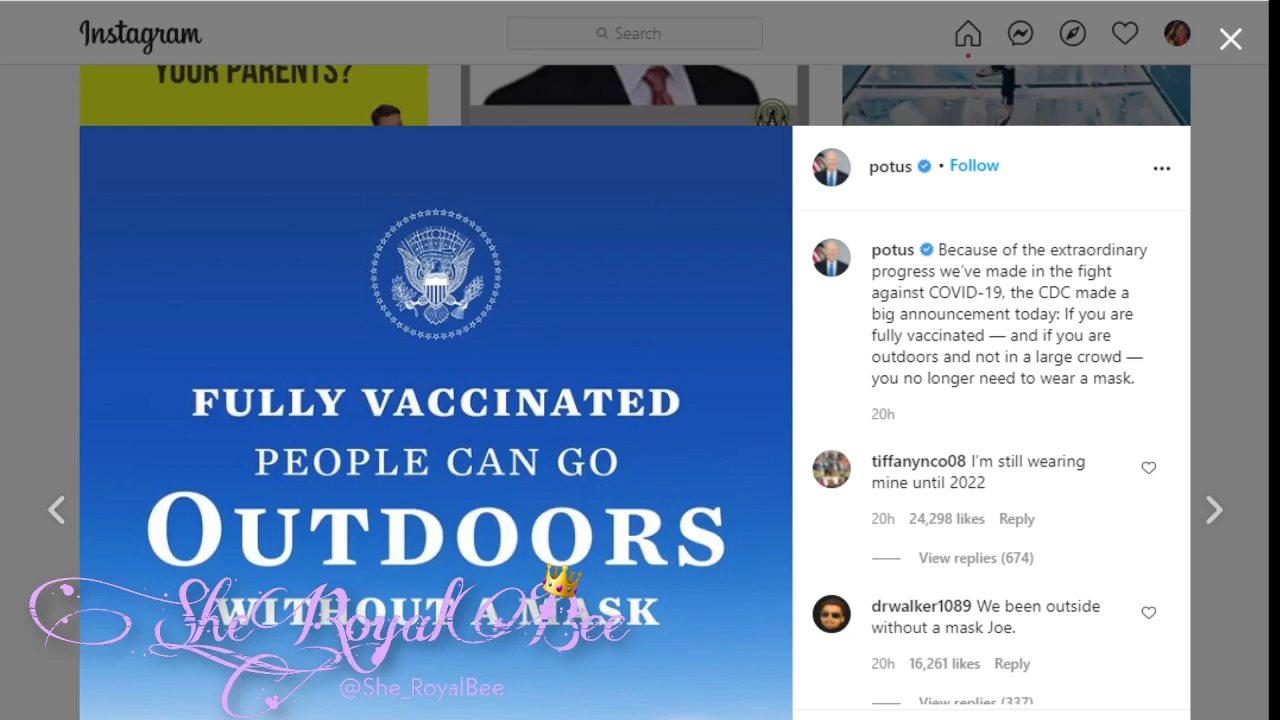 Instagram
Search
YOUR PARENTS?
FULLY VACCINATED
PEOPLE CAN GO
OUTDOORS
WITHOUT A MASK
She Royal Bee
@She_RoyalBee
potus • Follow
potus Because of the extraordinary
progress we’ve made in the fight
against COVID-19, the CDC made a
big announcement today: If you are
fully vaccinated — and if you are
outdoors and not in a large crowd —
you no longer need to wear a mask.
20h
tiffanynco08 I’m still wearing
mine until 2022
20h 24,298 likes Reply
View replies (674)
drwalker1089 We been outside
without a mask Joe.
20h 16,261 likes Reply
View replies (337)